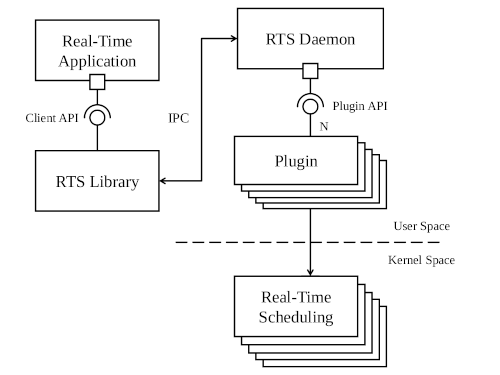 Real-Time
Application
RTS Daemon
Client API
IPC
Plugin API
N
RTS Library
Plugin
User Space
Kernel Space
Real-Time
Scheduling